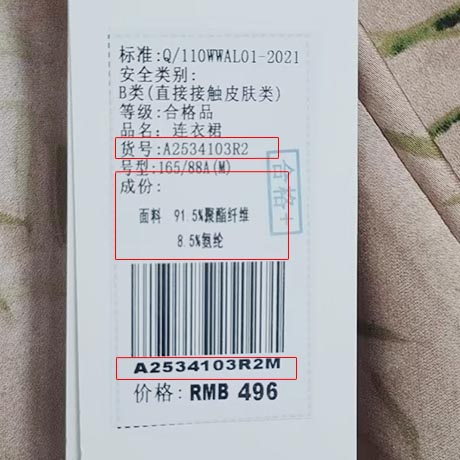 标准:Q/110WWAL01-2021
安全类别:
B类(直接接触皮肤类)
等级:合格品
品名: 连衣裙
货号:A2534103R2
号型:165/88A(M)
成份:
面料 91.5%聚酯纤维
8.5%氨纶
合格
A2534103R2M
价格: RMB 496